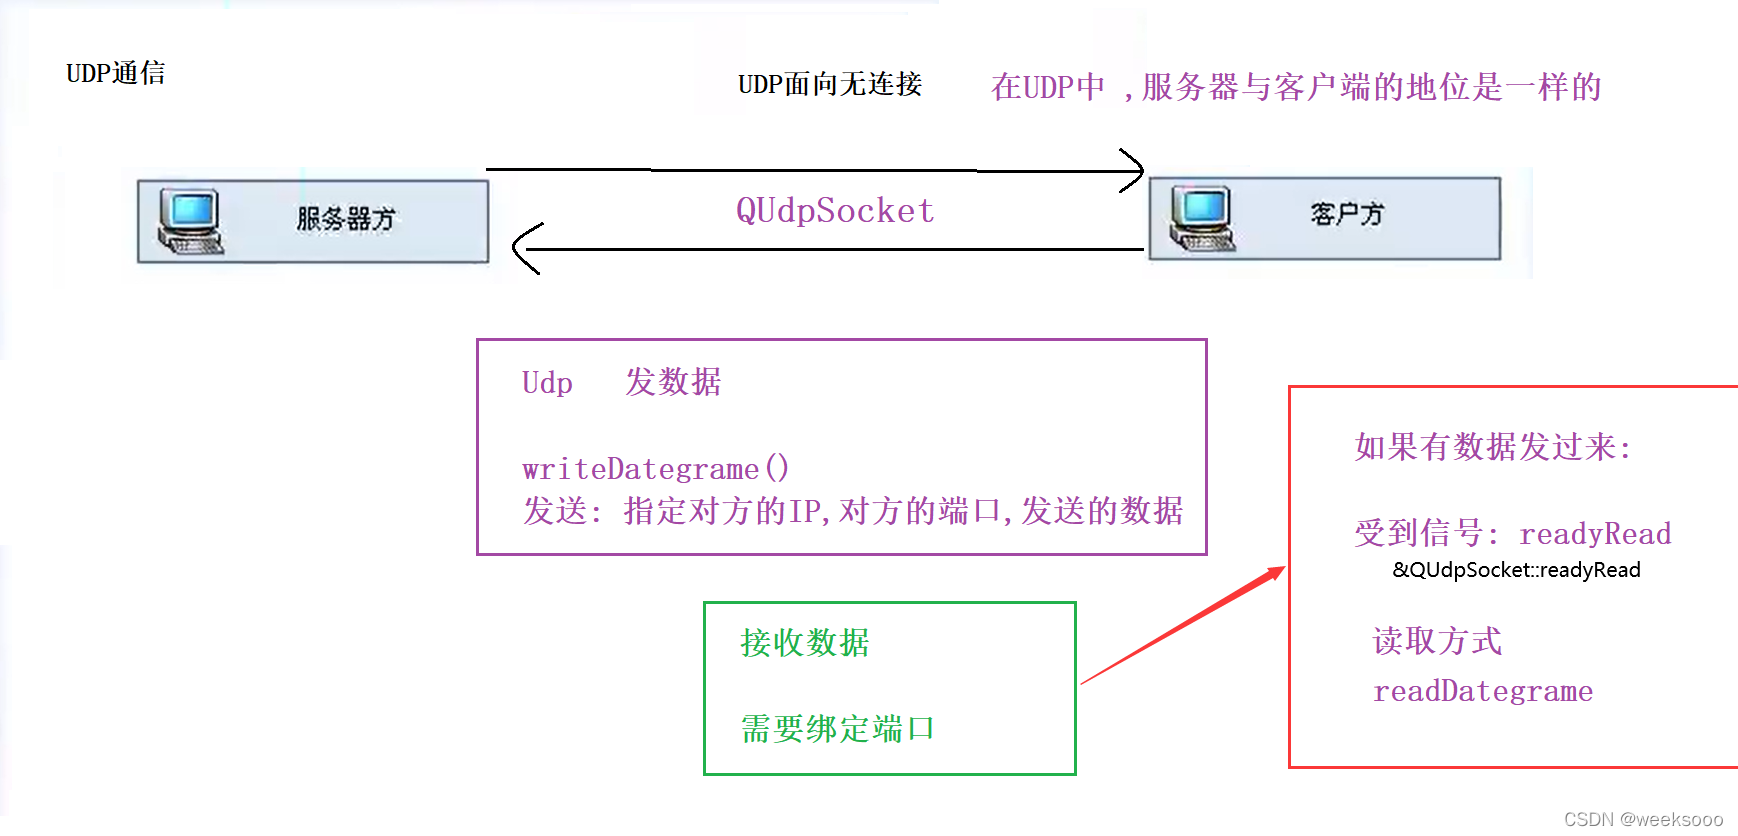 UDP通信
UDP面向无连接
在UDP中 ,服务器与客户端的地位是一样的
服务器方
QUdpSocket
客户方
Udp 发数据
writeDategrame()
发送: 指定对方的IP,对方的端口,发送的数据
接收数据
需要绑定端口
如果有数据发过来:
受到信号: readyRead
&QUdpSocket::readyRead
读取方式
readDategrame
CSDN @weeksooo